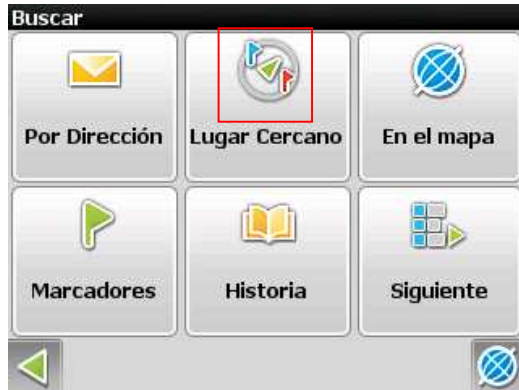 Buscar
Por Dirección
Lugar Cercano
En el mapa
Marcadores
Historia
Siguiente